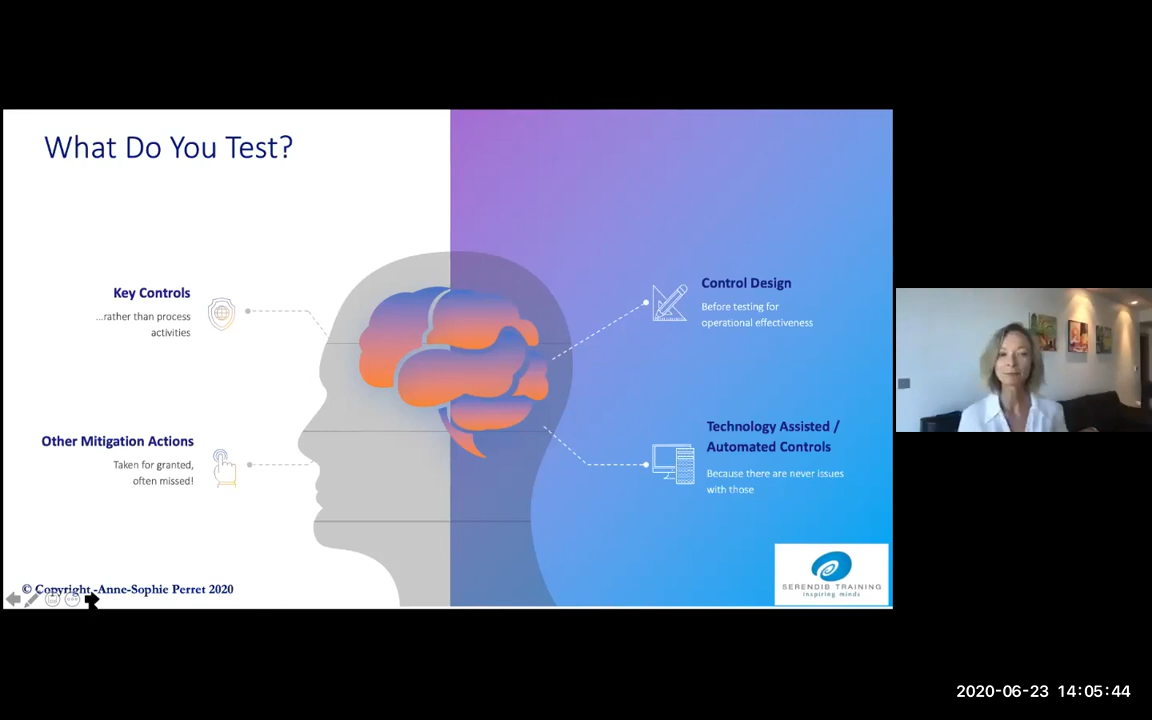 What Do You Test?
Key Controls
...rather than process
activities
Other Mitigation Actions
Taken for granted,
often missed!
Control Design
Before testing for
operational effectiveness
Technology Assisted /
Automated Controls
Because there are never issues
with those
© Copyright -Anne-Sophie Perret 2020
SERENDIB TRAINING
inspiring minds
2020-06-23 14:05:44